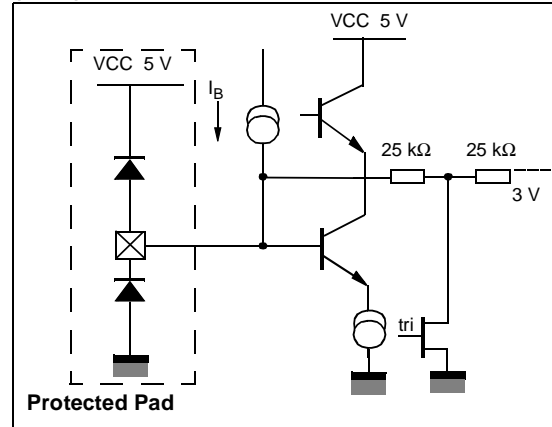 VCC 5 V
VCC 5 V
I_B
25 kΩ 25 kΩ
3 V
tri
Protected Pad